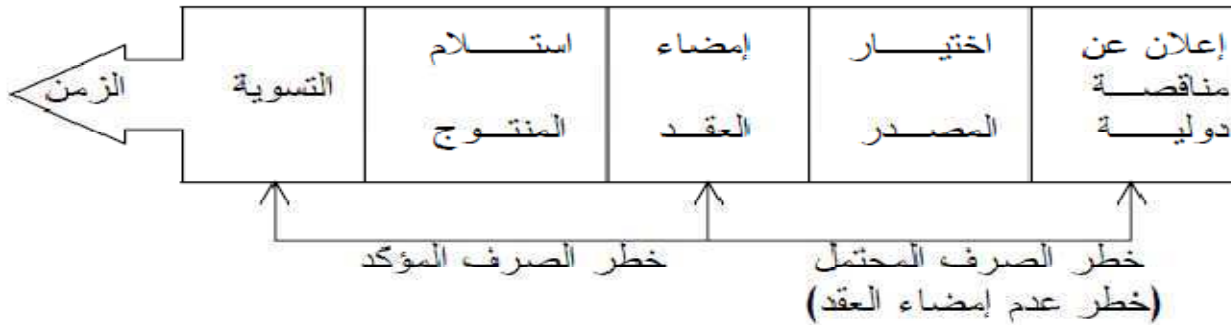 إعلان عن
مناقصة
دولية
اختيار
المصدر
إمضاء
العقد
استلام
المنتوج
التسوية
الزمن
خطر الصرف المحتمل
(خطر عدم إمضاء العقد)
خطر الصرف المؤكد